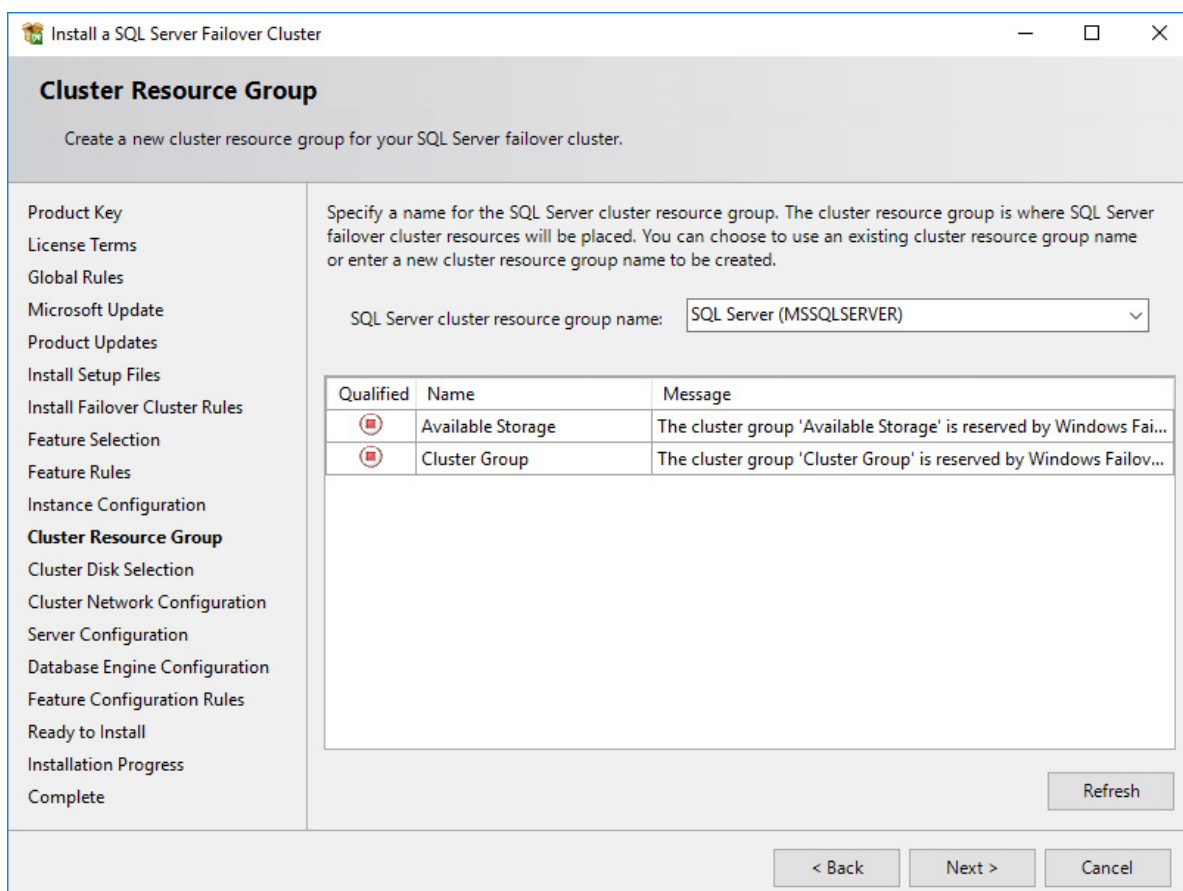 Install a SQL Server Failover Cluster
Cluster Resource Group
Create a new cluster resource group for your SQL Server failover cluster.
Product Key
License Terms
Global Rules
Microsoft Update
Product Updates
Install Setup Files
Install Failover Cluster Rules
Feature Selection
Feature Rules
Instance Configuration
Cluster Resource Group
Cluster Disk Selection
Cluster Network Configuration
Server Configuration
Database Engine Configuration
Feature Configuration Rules
Ready to Install
Installation Progress
Complete
Specify a name for the SQL Server cluster resource group. The cluster resource group is where SQL Server
failover cluster resources will be placed. You can choose to use an existing cluster resource group name
or enter a new cluster resource group name to be created.
SQL Server cluster resource group name: SQL Server (MSSQLSERVER)
Qualified Name Message
Available Storage The cluster group 'Available Storage' is reserved by Windows Fai...
Cluster Group The cluster group 'Cluster Group' is reserved by Windows Failov...
Refresh
< Back Next > Cancel